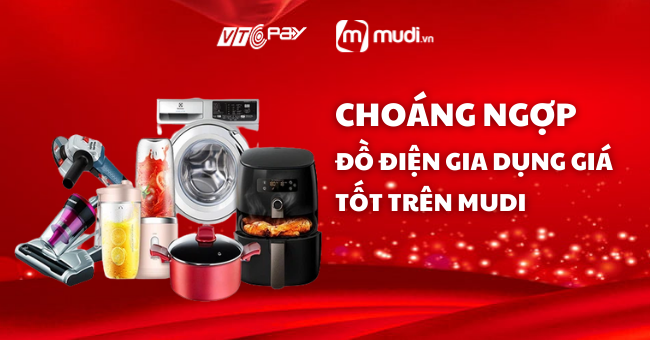 VTC Pay mudi.vn
CHOÁNG NGỢP
ĐỒ ĐIỆN GIA DỤNG GIÁ
TỐT TRÊN MUDI